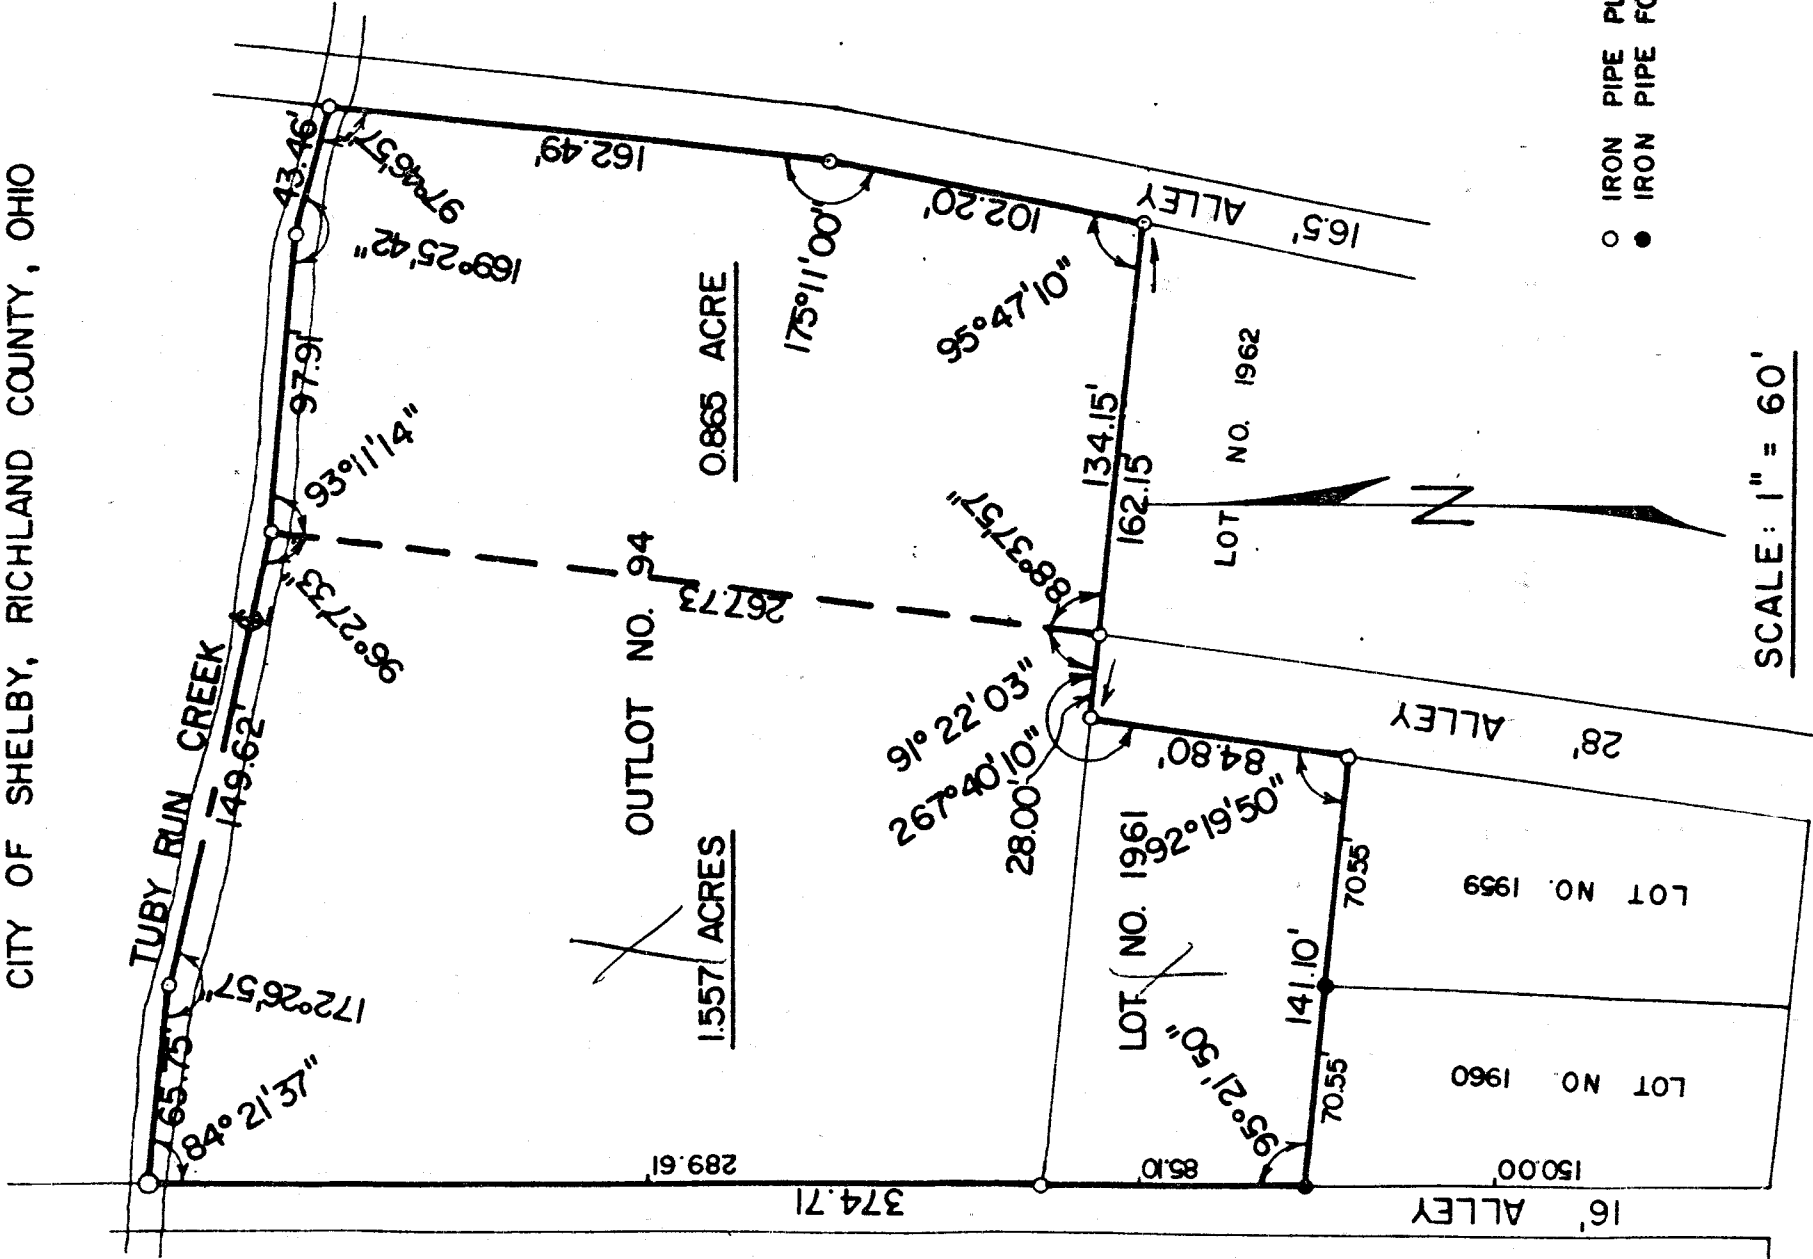 CITY OF SHELBY, RICHLAND COUNTY, OHIO
TUBY RUN CREEK
65.75'
149.62'
97.91
43.46'
84° 21' 37"
172° 26' 57"
96° 27' 33"
93° 11' 14"
169° 25' 42"
97° 46' 57"
162.49'
175° 11' 00"
102.20'
95° 47' 10"
ALLEY
16.5'
OUTLOT NO. 94
267.73
1.557 ACRES
0.865 ACRE
289.61
374.71
85.10
91° 22' 03"
88° 37' 57"
267° 40' 10"
28.00'
134.15'
162.15
84.80'
92° 19' 50"
LOT NO. 1961
LOT NO. 1962
95° 21' 50"
141.10'
70.55
70.55
LOT NO. 1959
LOT NO 1960
150.00
16' ALLEY
ALLEY
28'
N
IRON PIPE
IRON PIPE
SCALE: 1" = 60'